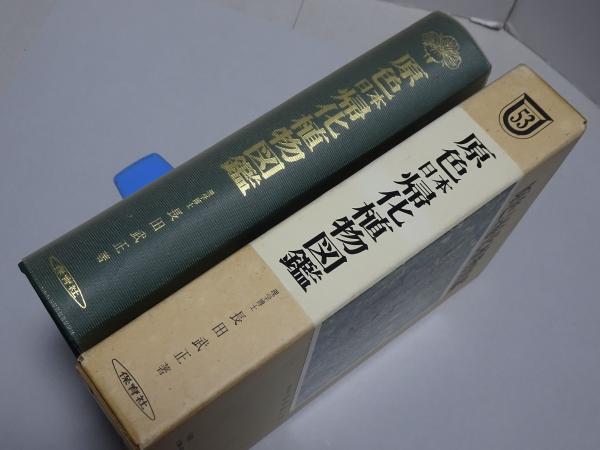 原色日本帰化植物図鑑
理学博士 長田武正著
保育社
53
原色日本帰化植物図鑑
理学博士 長田武正著
保育社